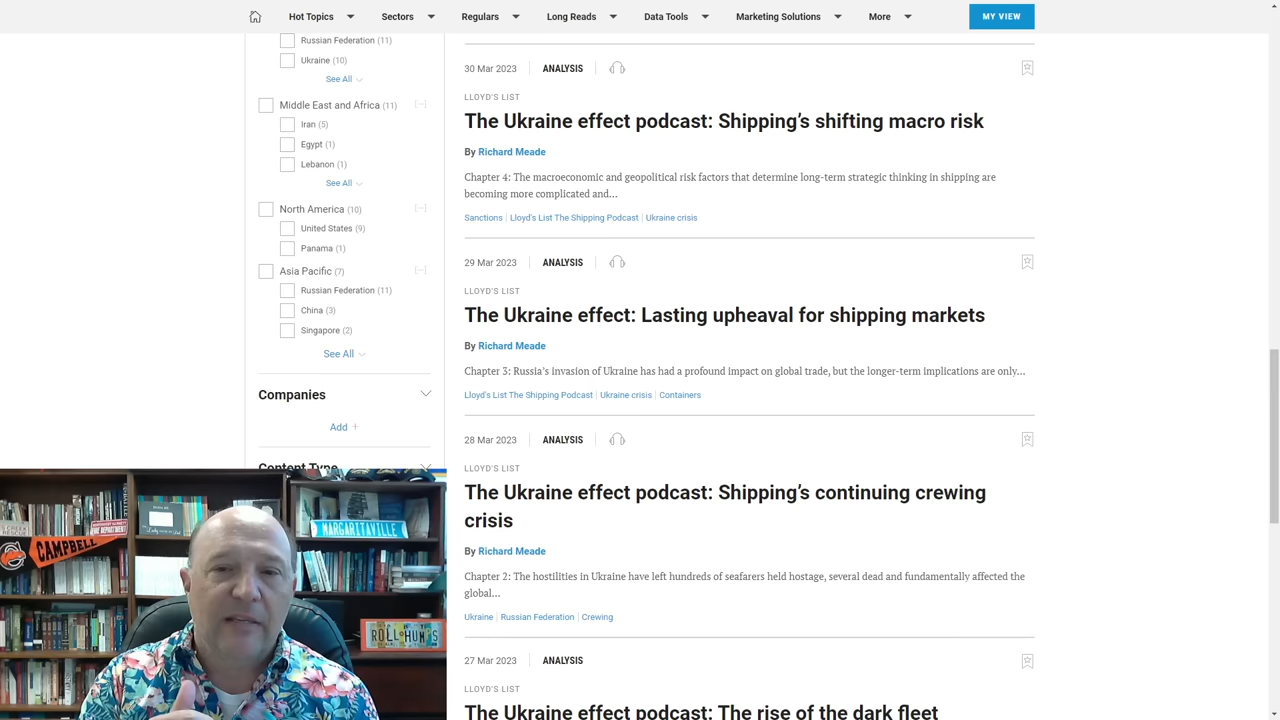 Hot Topics Sectors Regulars Long Reads Data Tools Marketing Solutions More MY VIEW
Russian Federation (11)
Ukraine (10)
See All
Middle East and Africa (11)
Iran (5)
Egypt (1)
Lebanon (1)
See All
North America (10)
United States (9)
Panama (1)
Asia Pacific (7)
Russian Federation (11)
China (3)
Singapore (2)
See All
Companies
Add +
Content Type
30 Mar 2023 ANALYSIS
LLOYD'S LIST
The Ukraine effect podcast: Shipping’s shifting macro risk
By Richard Meade
Chapter 4: The macroeconomic and geopolitical risk factors that determine long-term strategic thinking in shipping are
becoming more complicated and…
Sanctions Lloyd's List The Shipping Podcast Ukraine crisis
29 Mar 2023 ANALYSIS
LLOYD'S LIST
The Ukraine effect: Lasting upheaval for shipping markets
By Richard Meade
Chapter 3: Russia’s invasion of Ukraine has had a profound impact on global trade, but the longer-term implications are only…
Lloyd's List The Shipping Podcast Ukraine crisis Containers
28 Mar 2023 ANALYSIS
LLOYD'S LIST
The Ukraine effect podcast: Shipping’s continuing crewing
crisis
By Richard Meade
Chapter 2: The hostilities in Ukraine have left hundreds of seafarers held hostage, several dead and fundamentally affected the
global…
Ukraine Russian Federation Crewing
27 Mar 2023 ANALYSIS
LLOYD'S LIST
The Ukraine effect podcast: The rise of the dark fleet
MARGARITAVILLE
CAMPBELL